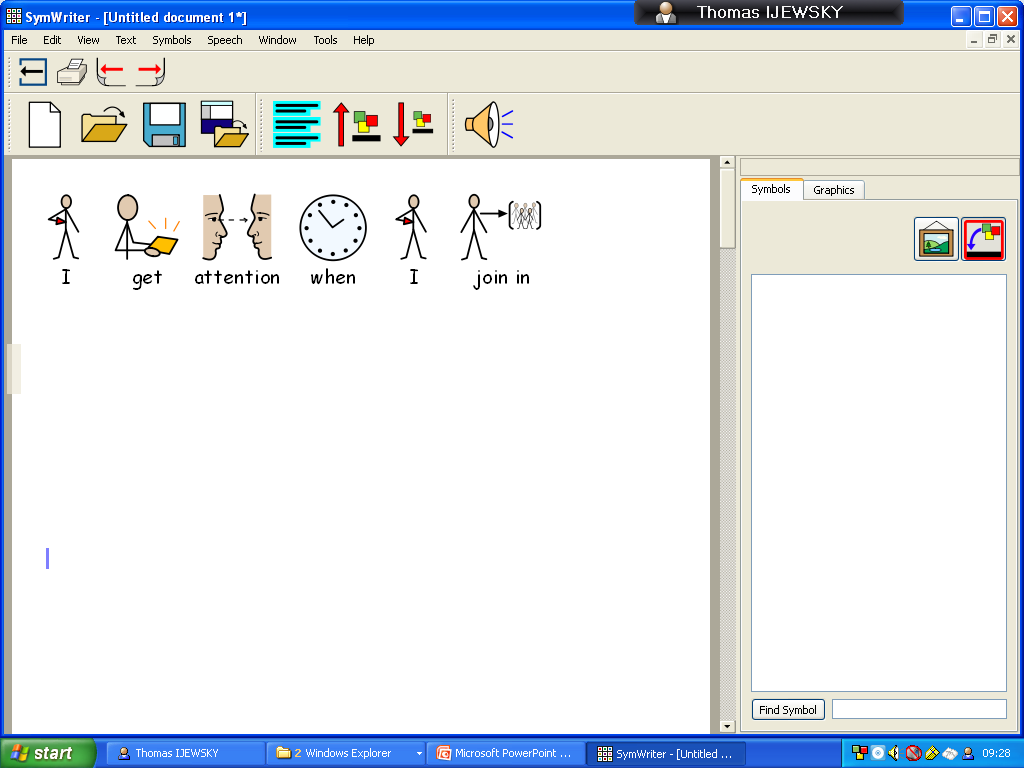 SymWriter - [Untitled document 1*]
Thomas IJEWSKY
File Edit View Text Symbols Speech Window Tools Help
Symbols Graphics
I get attention when I join in
Find Symbol
start Thomas IJEWSKY 2 Windows Explorer Microsoft PowerPoint ... SymWriter - [Untitled ... 09:28